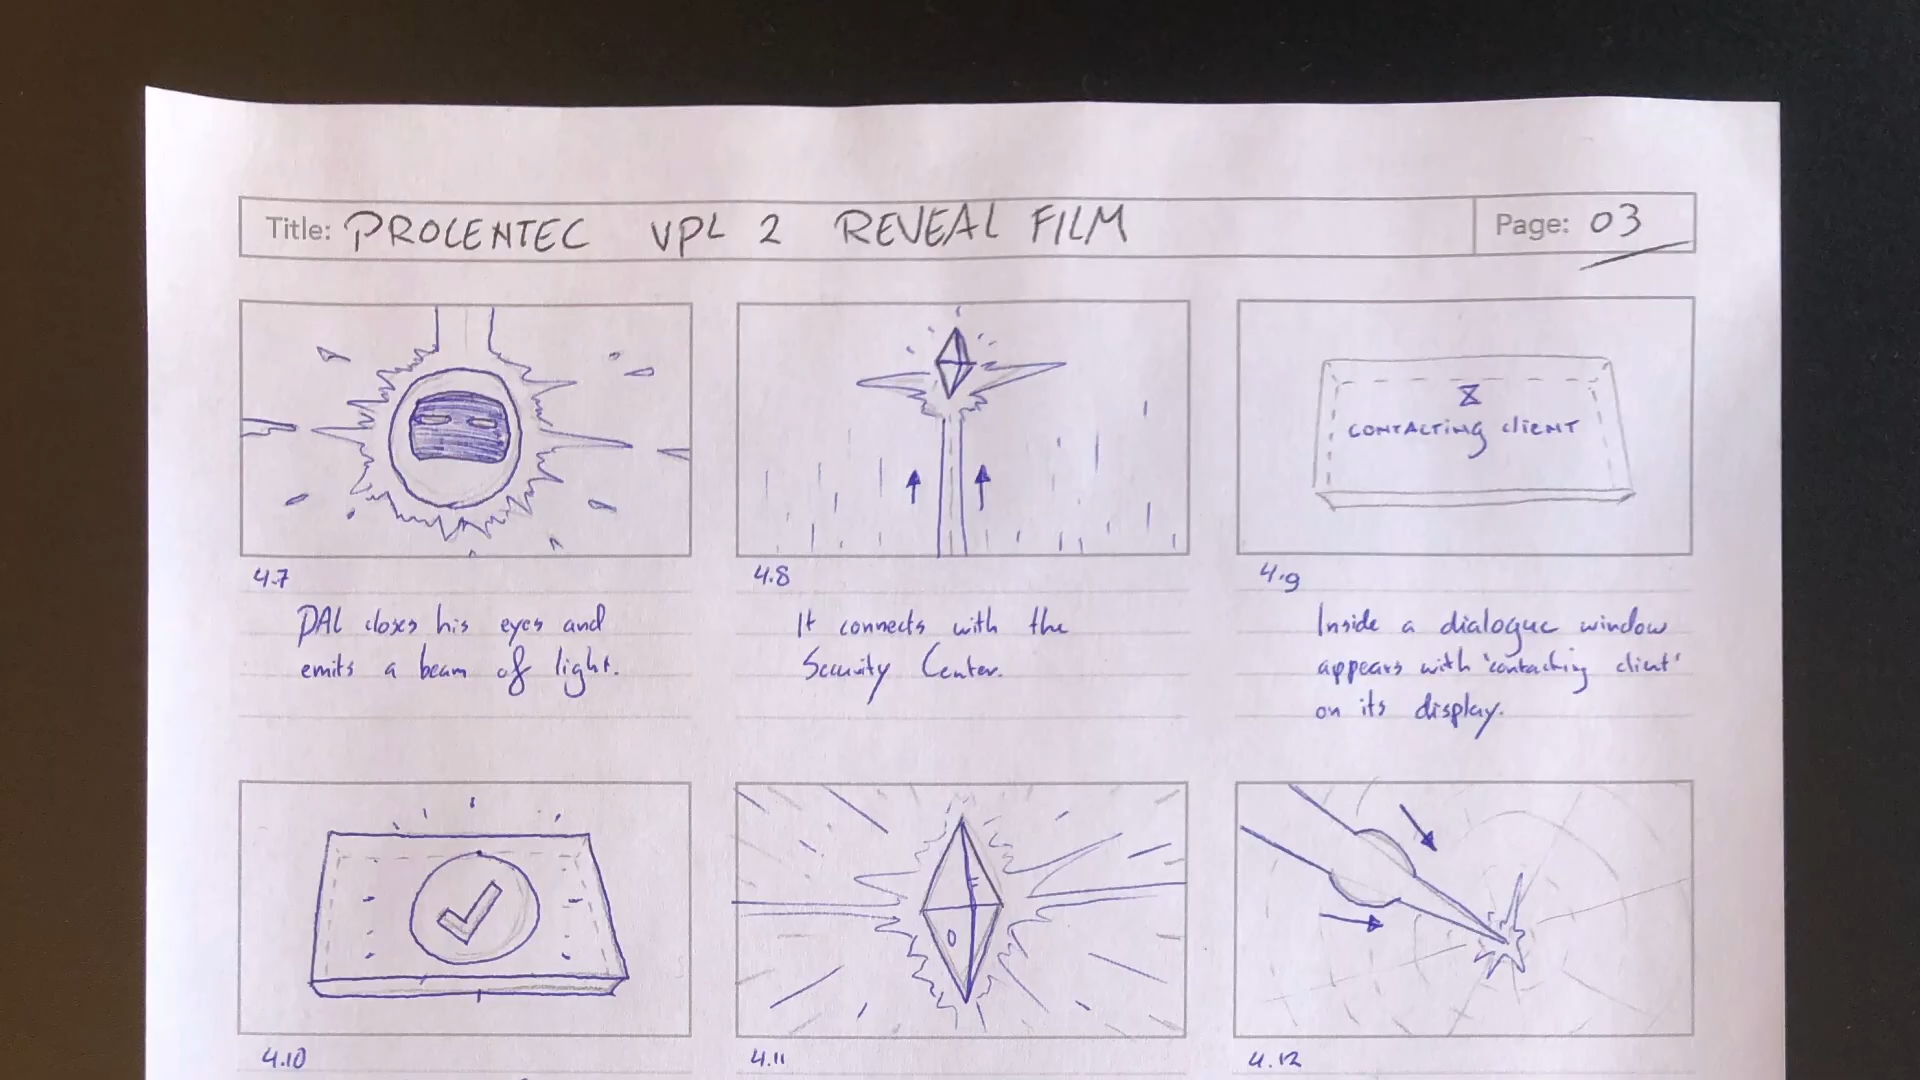 Title: PROLENTEC VPL 2 REVEAL FILM
Page: 03
CONTACTING CLIENT
4.7
4.8
4.9
DAL closes his eyes and
emits a beam of light.
It connects with the
Security Center.
Inside a dialogue window
appears with 'contacting client'
on its display.
4.10
4.11
4.12